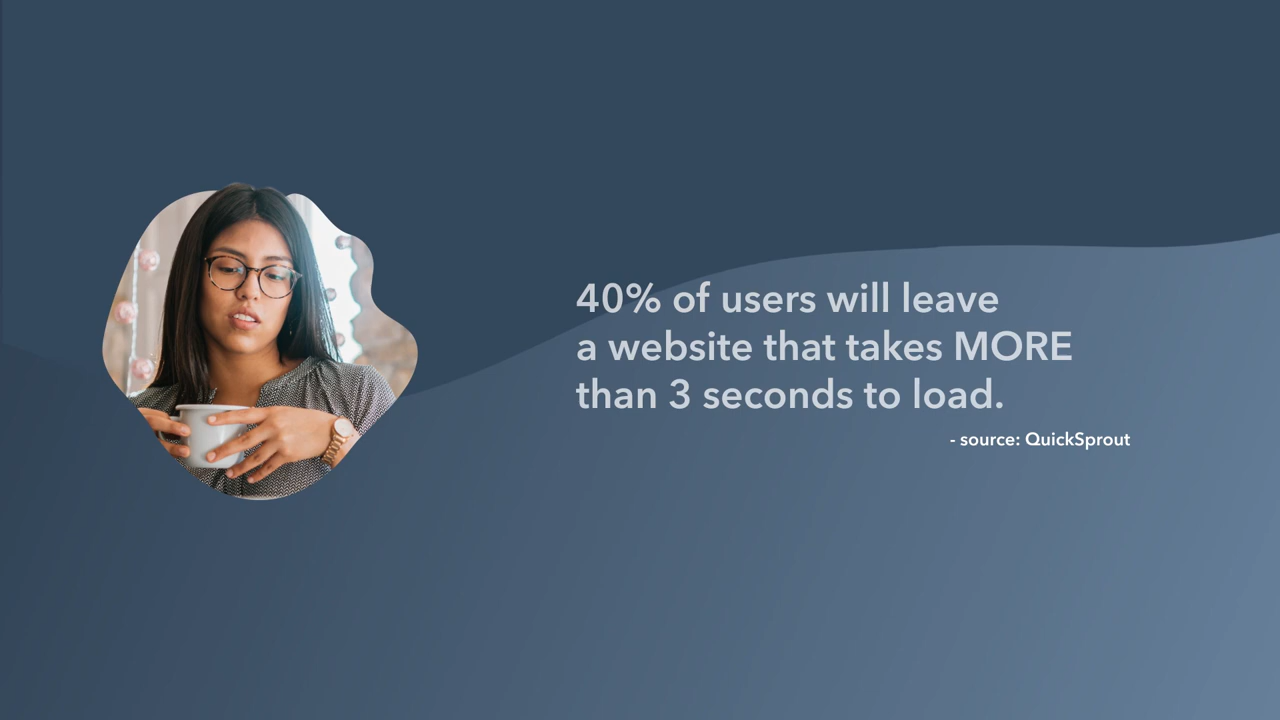 40% of users will leave
a website that takes MORE
than 3 seconds to load.
- source: QuickSprout